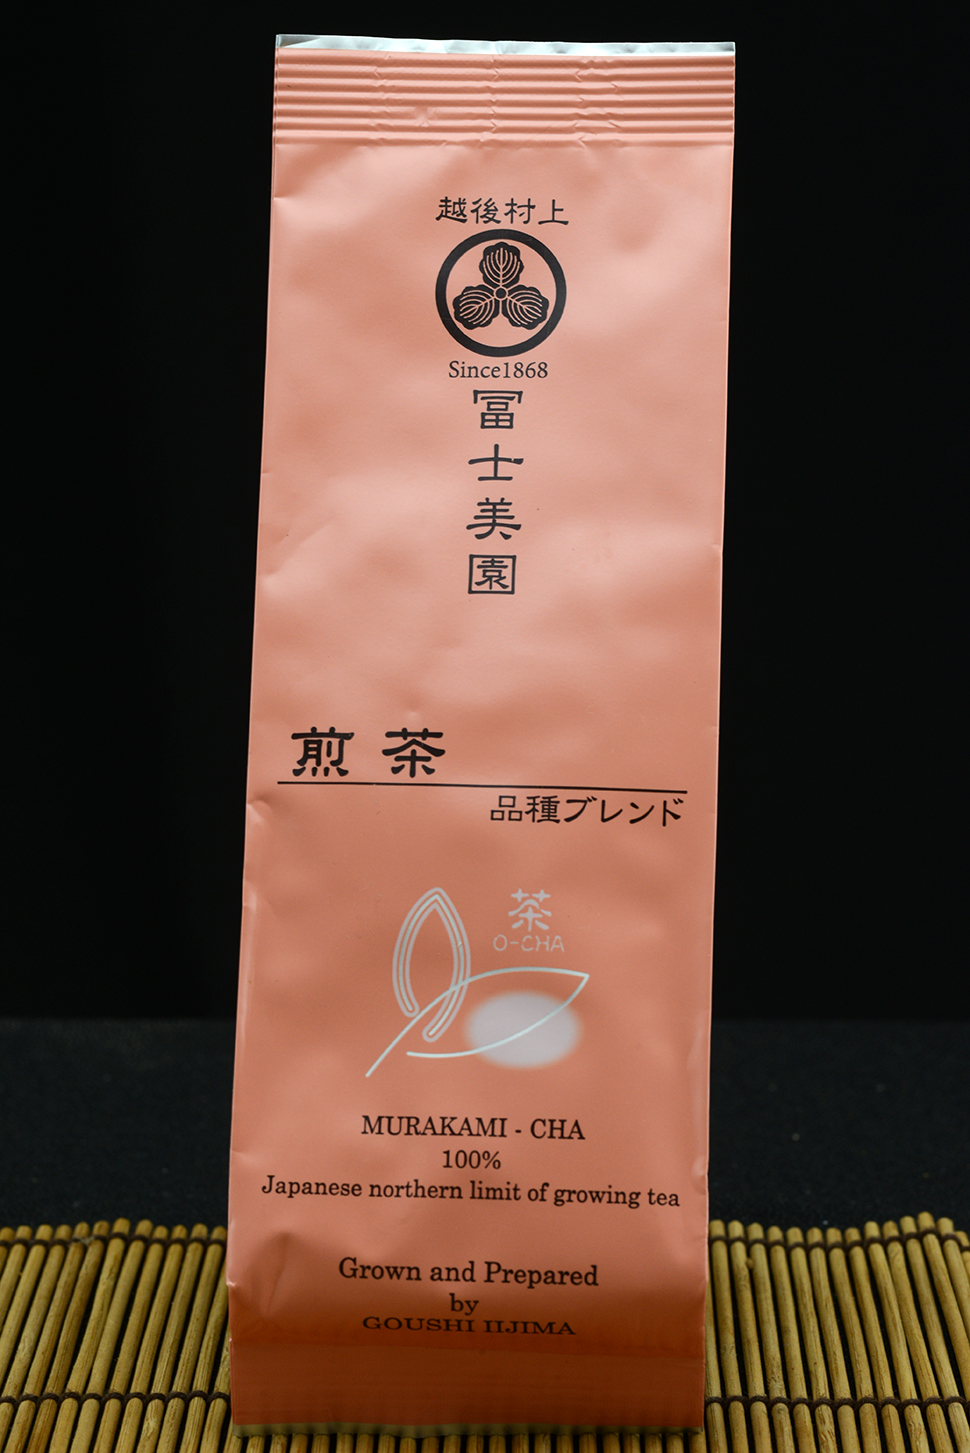 越後村上
Since1868
冨士美園
煎茶
品種ブレンド
茶
O-CHA
MURAKAMI - CHA
100%
Japanese northern limit of growing tea
Grown and Prepared
by
GOUSHI IIJIMA